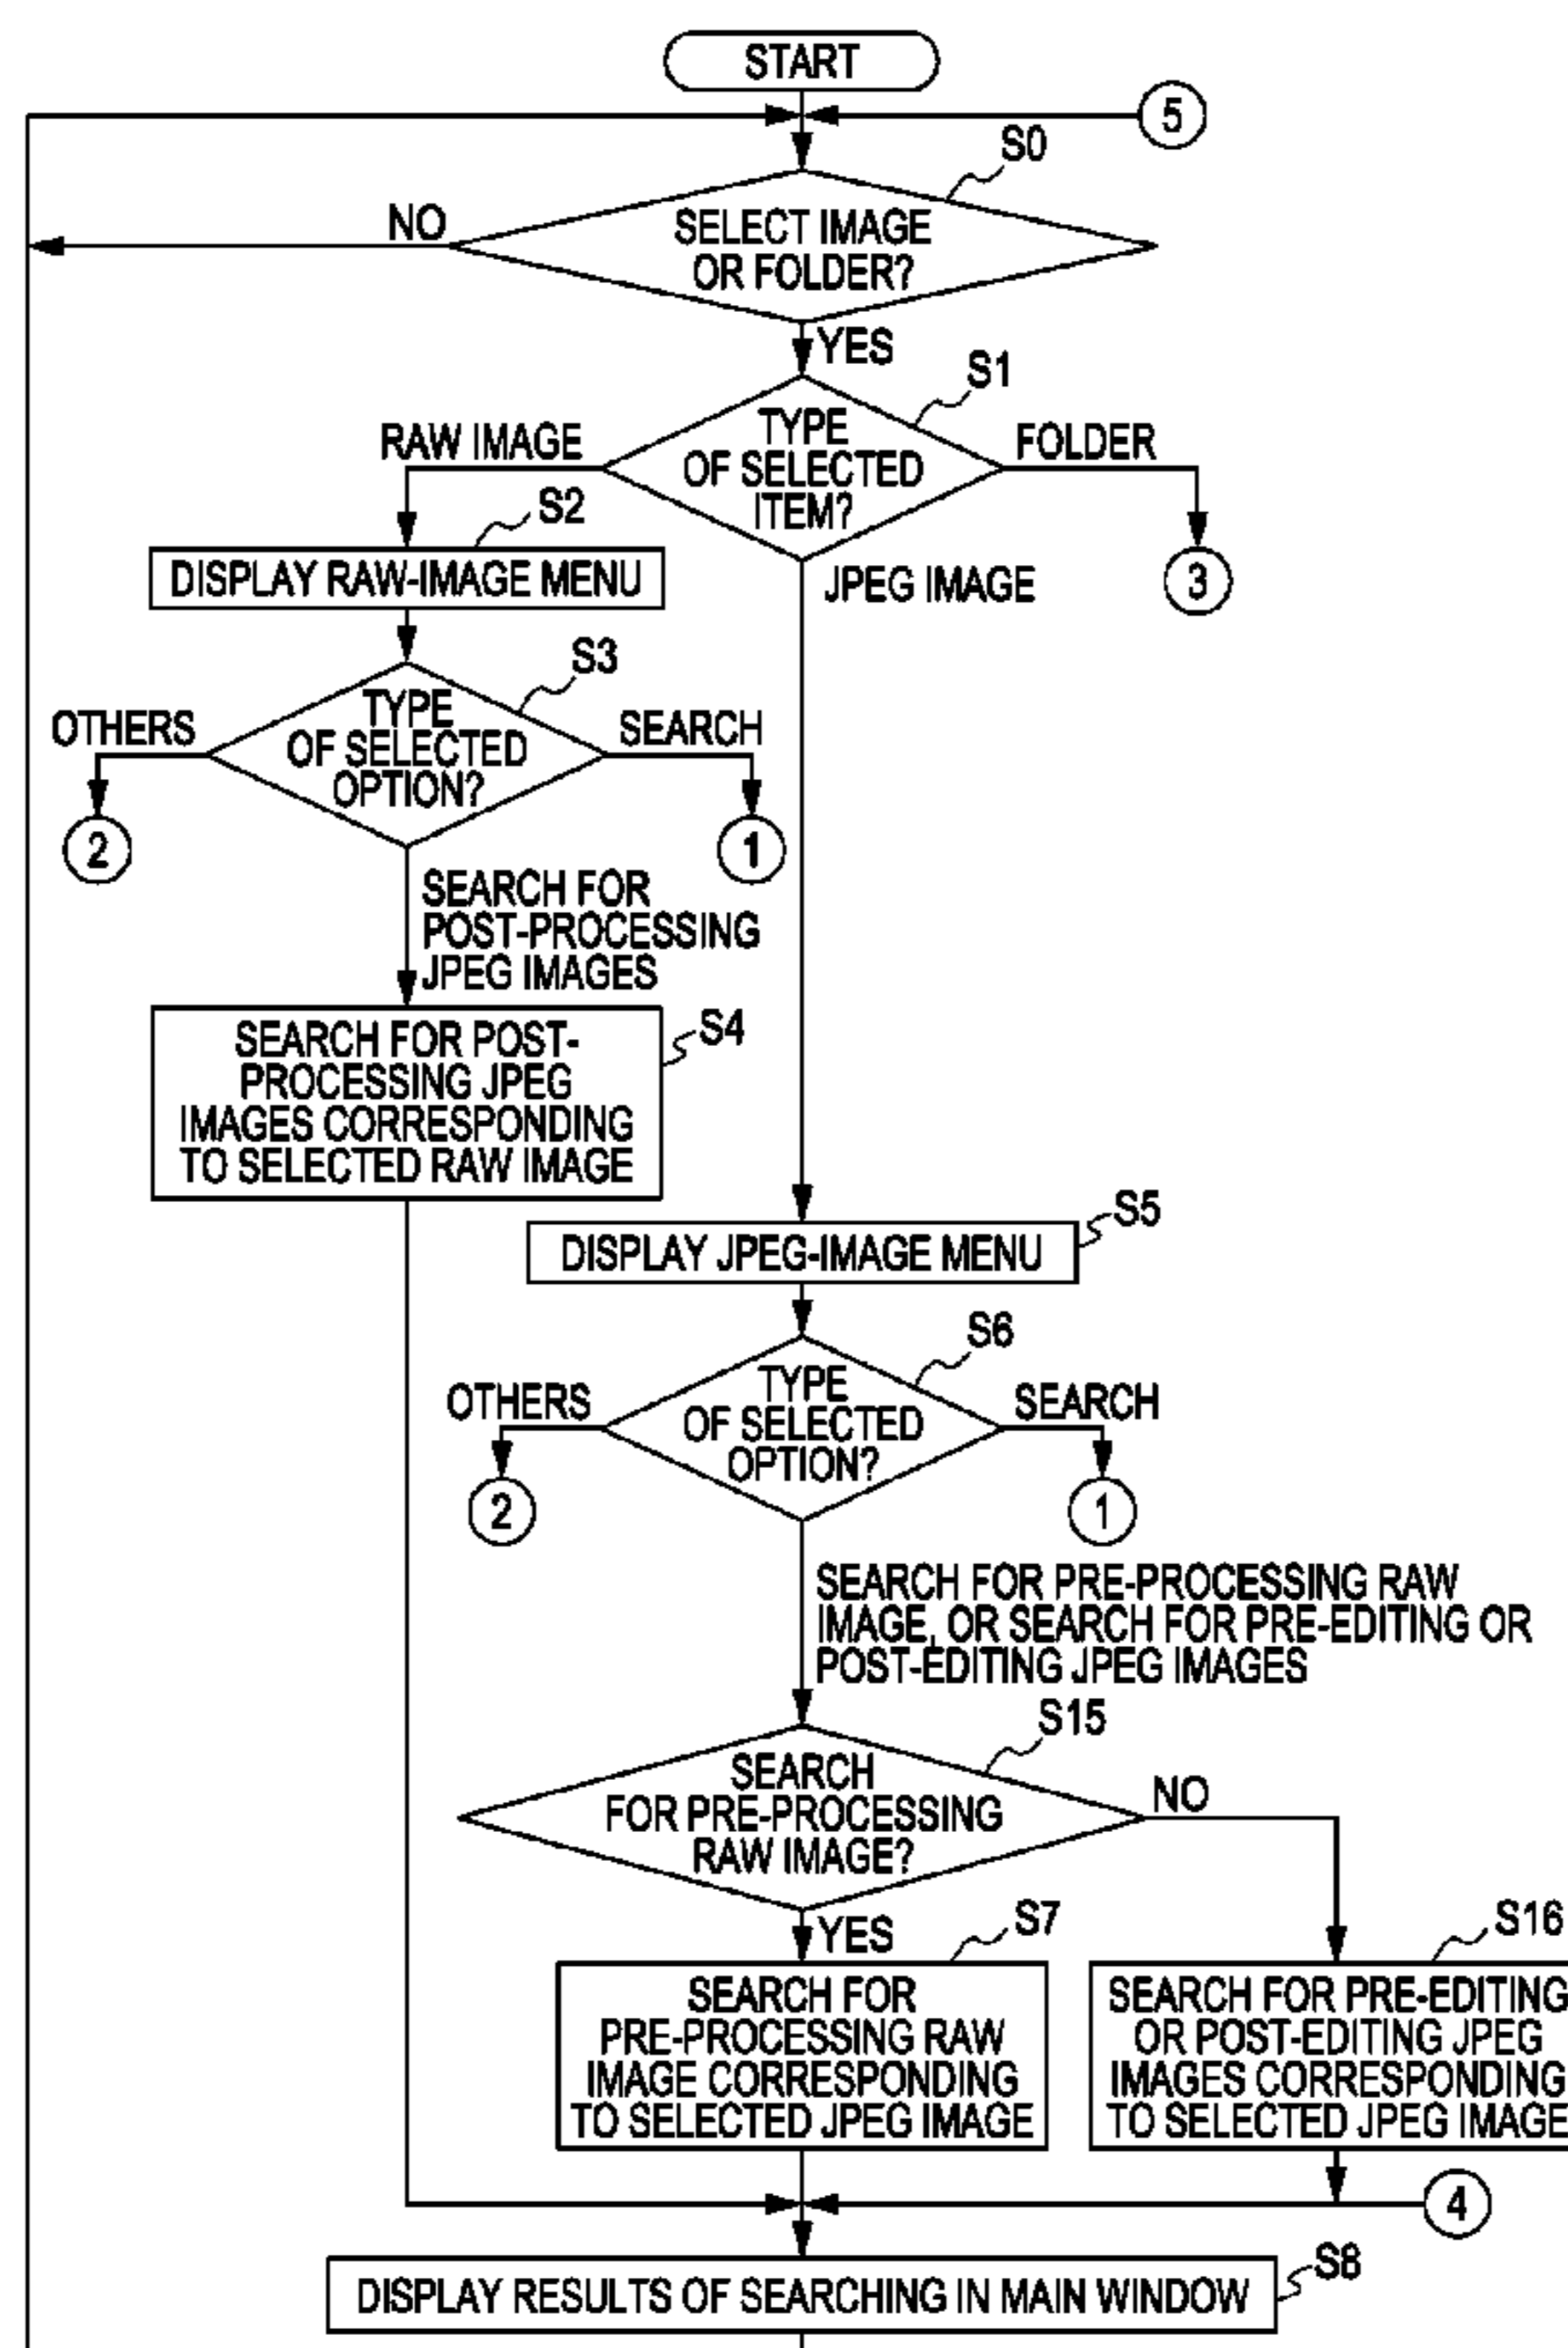 START
5
S0
NO
SELECT IMAGE
OR FOLDER?
YES
S1
RAW IMAGE
TYPE
OF SELECTED
ITEM?
FOLDER
S2
DISPLAY RAW-IMAGE MENU
JPEG IMAGE
3
S3
OTHERS
TYPE
OF SELECTED
OPTION?
SEARCH
2
1
SEARCH FOR
POST-PROCESSING
JPEG IMAGES
S4
SEARCH FOR POST-
PROCESSING JPEG
IMAGES CORRESPONDING
TO SELECTED RAW IMAGE
S5
DISPLAY JPEG-IMAGE MENU
S6
OTHERS
TYPE
OF SELECTED
OPTION?
SEARCH
2
1
SEARCH FOR PRE-PROCESSING RAW
IMAGE, OR SEARCH FOR PRE-EDITING OR
POST-EDITING JPEG IMAGES
S15
SEARCH
FOR PRE-PROCESSING
RAW IMAGE?
NO
YES
S7
S16
SEARCH FOR
PRE-PROCESSING RAW
IMAGE CORRESPONDING
TO SELECTED JPEG IMAGE
SEARCH FOR PRE-EDITING
OR POST-EDITING JPEG
IMAGES CORRESPONDING
TO SELECTED JPEG IMAGE
4
S8
DISPLAY RESULTS OF SEARCHING IN MAIN WINDOW